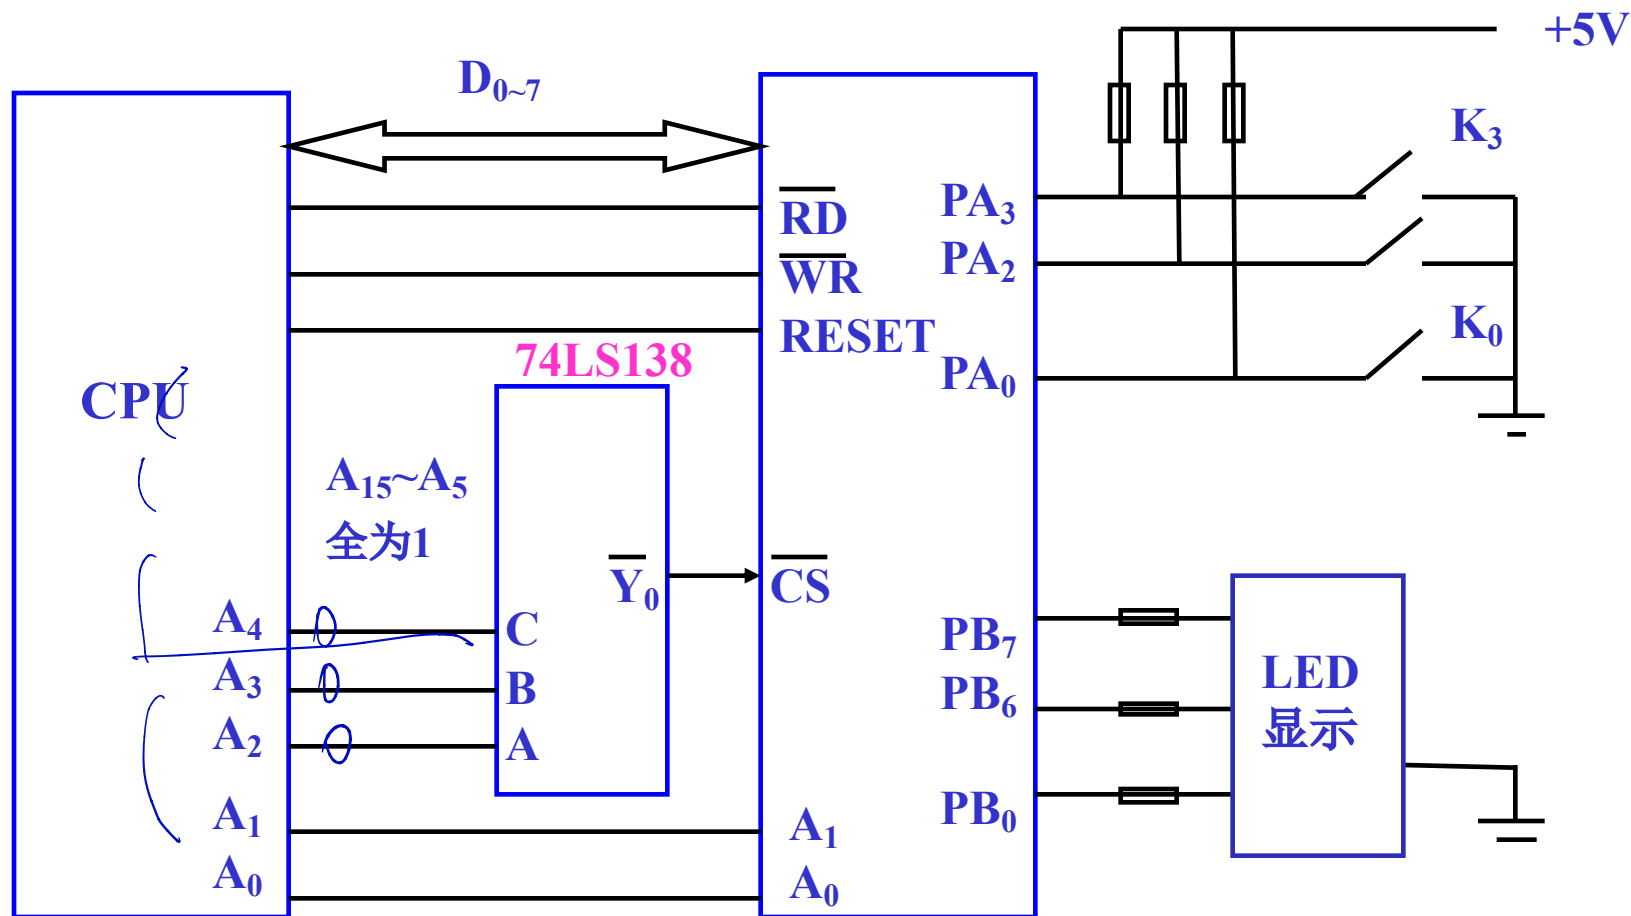 +5V
D0~7
K3
RD
PA3
WR
PA2
RESET
K0
74LS138
PA0
CPU
A15~A5
全为1
Y0
CS
A4
C
PB7
A3
B
PB6
LED
显示
A2
A
A1
A1
PB0
A0
A0